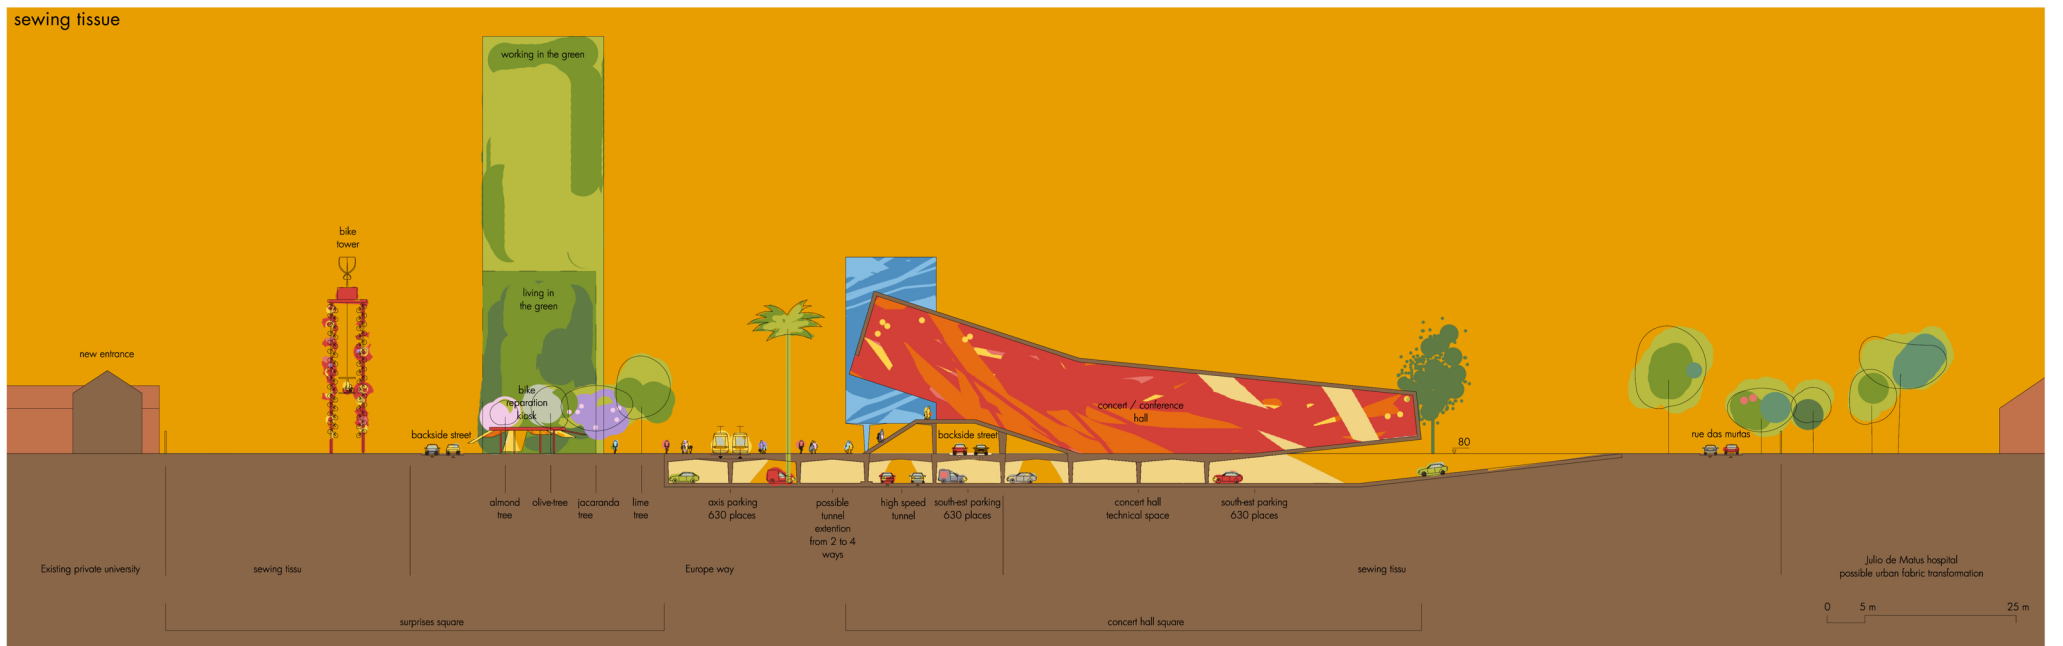 sewing tissue
working in the green
bike
tower
living in
the green
new entrance
bike
reparation
kiosk
backside street
backside street
concert / conference
hall
80
rue das murtas
almond
tree
olive-tree
jacaranda
tree
lime
tree
axis parking
630 places
possible
tunnel
extention
from 2 to 4
ways
high speed
tunnel
south-est parking
630 places
concert hall
technical space
south-est parking
630 places
Existing private university
sewing tissu
Europe way
sewing tissu
Julio de Matus hospital
possible urban fabric transformation
0 5 m 25 m
surprises square
concert hall square